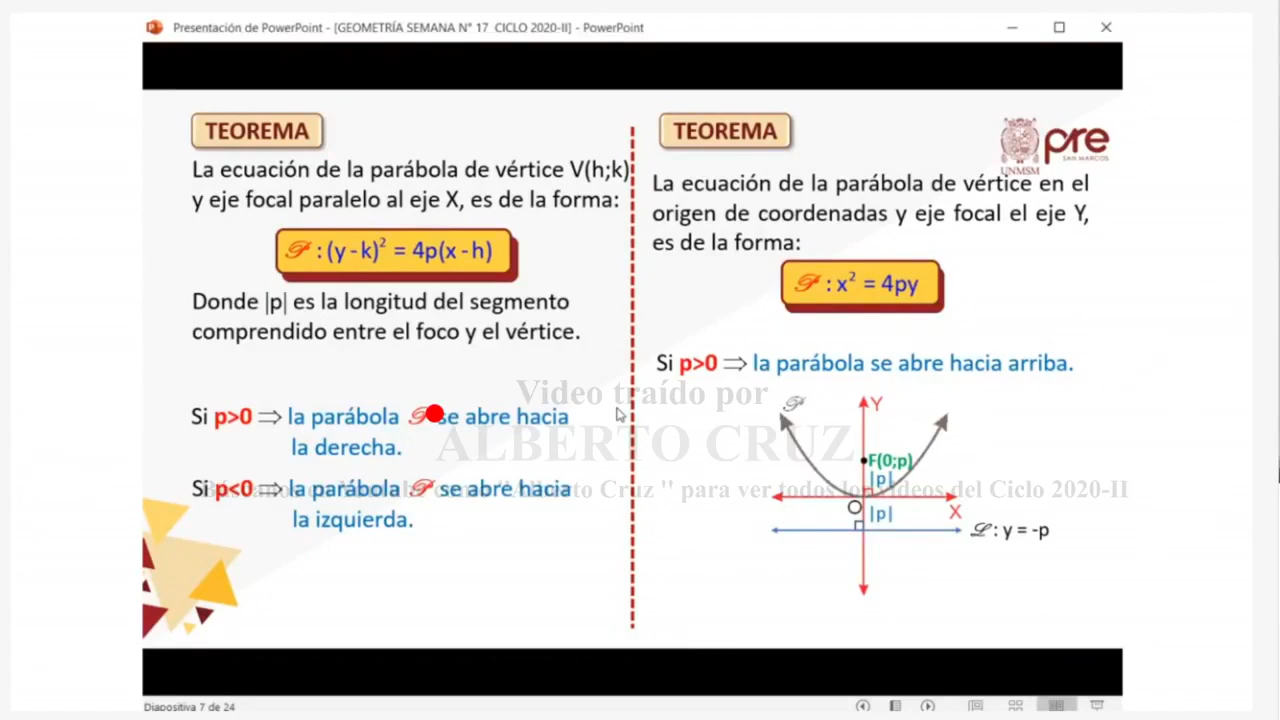 Presentación de PowerPoint - [GEOMETRÍA SEMANA N° 17 CICLO 2020-II] - PowerPoint
TEOREMA
La ecuación de la parábola de vértice V(h;k)
y eje focal paralelo al eje X, es de la forma:
𝒫 : (y - k)² = 4p(x - h)
Donde |p| es la longitud del segmento
comprendido entre el foco y el vértice.
Si p>0 ⟹ la parábola 𝒫 se abre hacia
la derecha.
Si p<0 ⟹ la parábola 𝒫 se abre hacia
la izquierda.
TEOREMA
pre
SAN MARCOS
UNMSM
La ecuación de la parábola de vértice en el
origen de coordenadas y eje focal el eje Y,
es de la forma:
𝒫 : x² = 4py
Si p>0 ⟹ la parábola se abre hacia arriba.
𝒫
Y
F(0;p)
|p|
O
X
|p|
ℒ : y = -p
Video traído por
ALBERTO CRUZ
"Alberto Cruz " para ver todos los videos del Ciclo 2020-II
Diapositiva 7 de 24